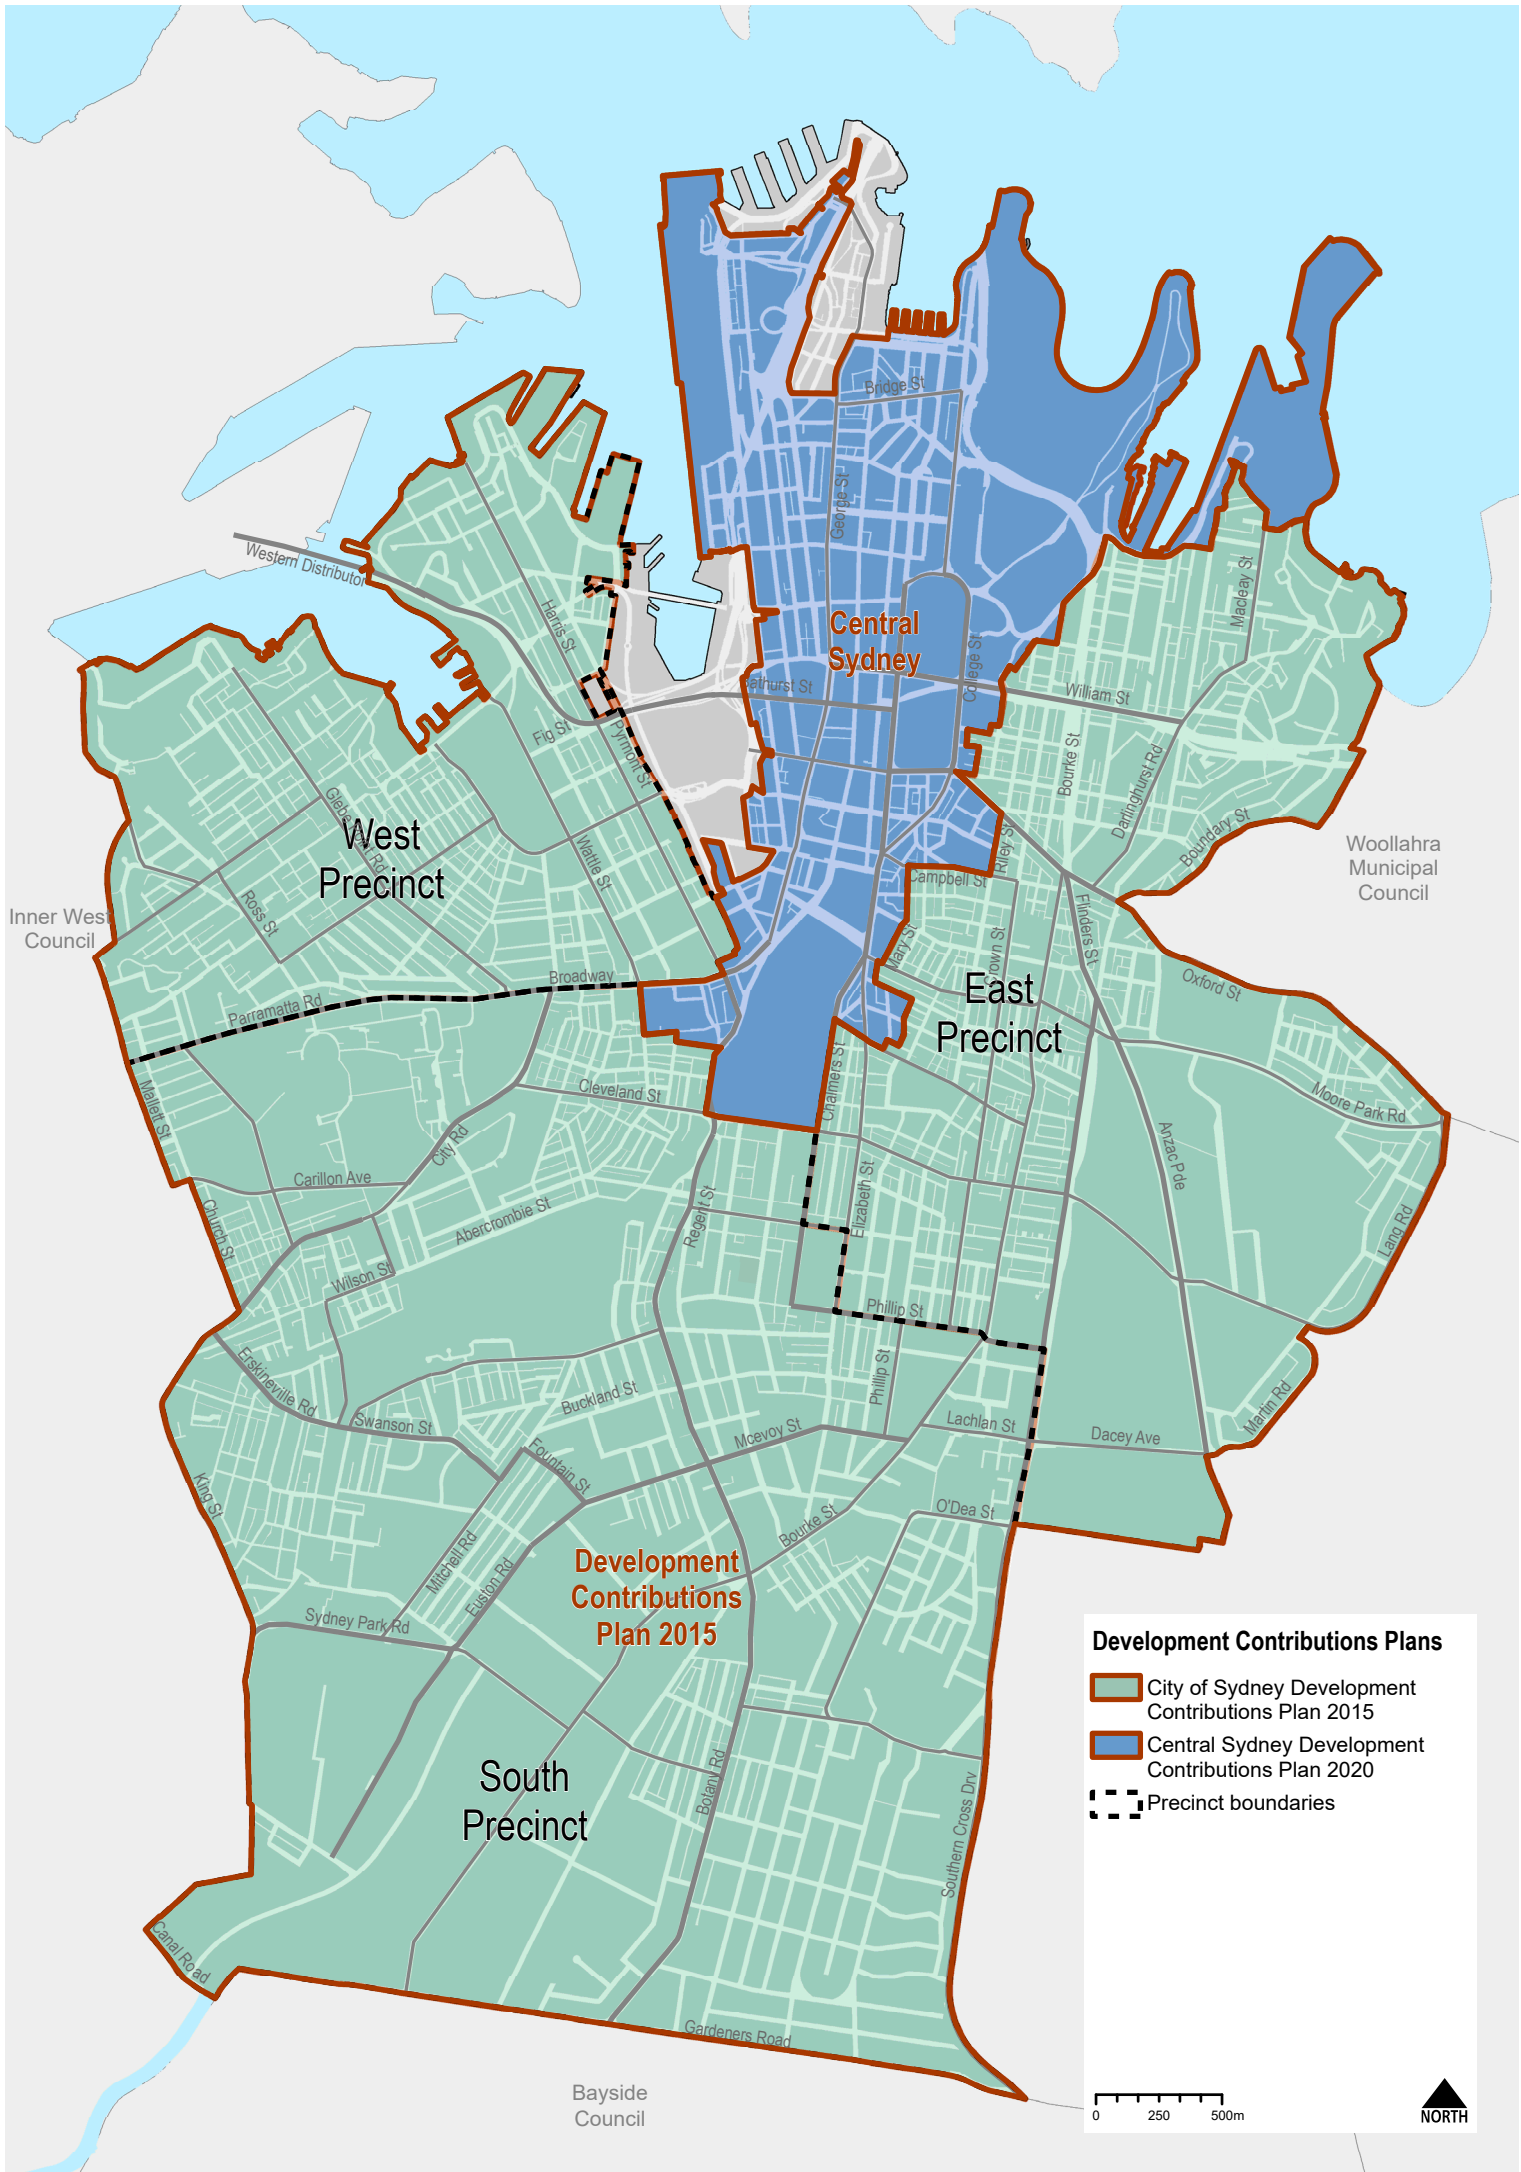 Bridge St
George St
Western Distributor
Macleay St
Harris St
Central
Sydney
College St
Bathurst St
William St
Fig St
Pyrmont St
Bourke St
Darlinghurst Rd
Glebe Point Rd
West
Precinct
Wattle St
Riley St
Boundary St
Woollahra
Municipal
Council
Campbell St
Inner West
Council
Ross St
Flinders St
Mary St
Crown St
Broadway
Oxford St
East
Precinct
Parramatta Rd
Chalmers St
Cleveland St
Mallett St
City Rd
Moore Park Rd
Anzac Pde
Carillon Ave
Church St
Abercrombie St
Regent St
Elizabeth St
Lang Rd
Wilson St
Phillip St
Erskineville Rd
Swanson St
Buckland St
Phillip St
Martin Rd
Mcevoy St
Lachlan St
Dacey Ave
Fountain St
King St
Bourke St
O'Dea St
Mitchell Rd
Euston Rd
Development
Contributions
Plan 2015
Sydney Park Rd
South
Precinct
Botany Rd
Southern Cross Drv
Canal Road
Gardeners Road
Bayside
Council
Development Contributions Plans
City of Sydney Development
Contributions Plan 2015
Central Sydney Development
Contributions Plan 2020
Precinct boundaries
0 250 500m
NORTH